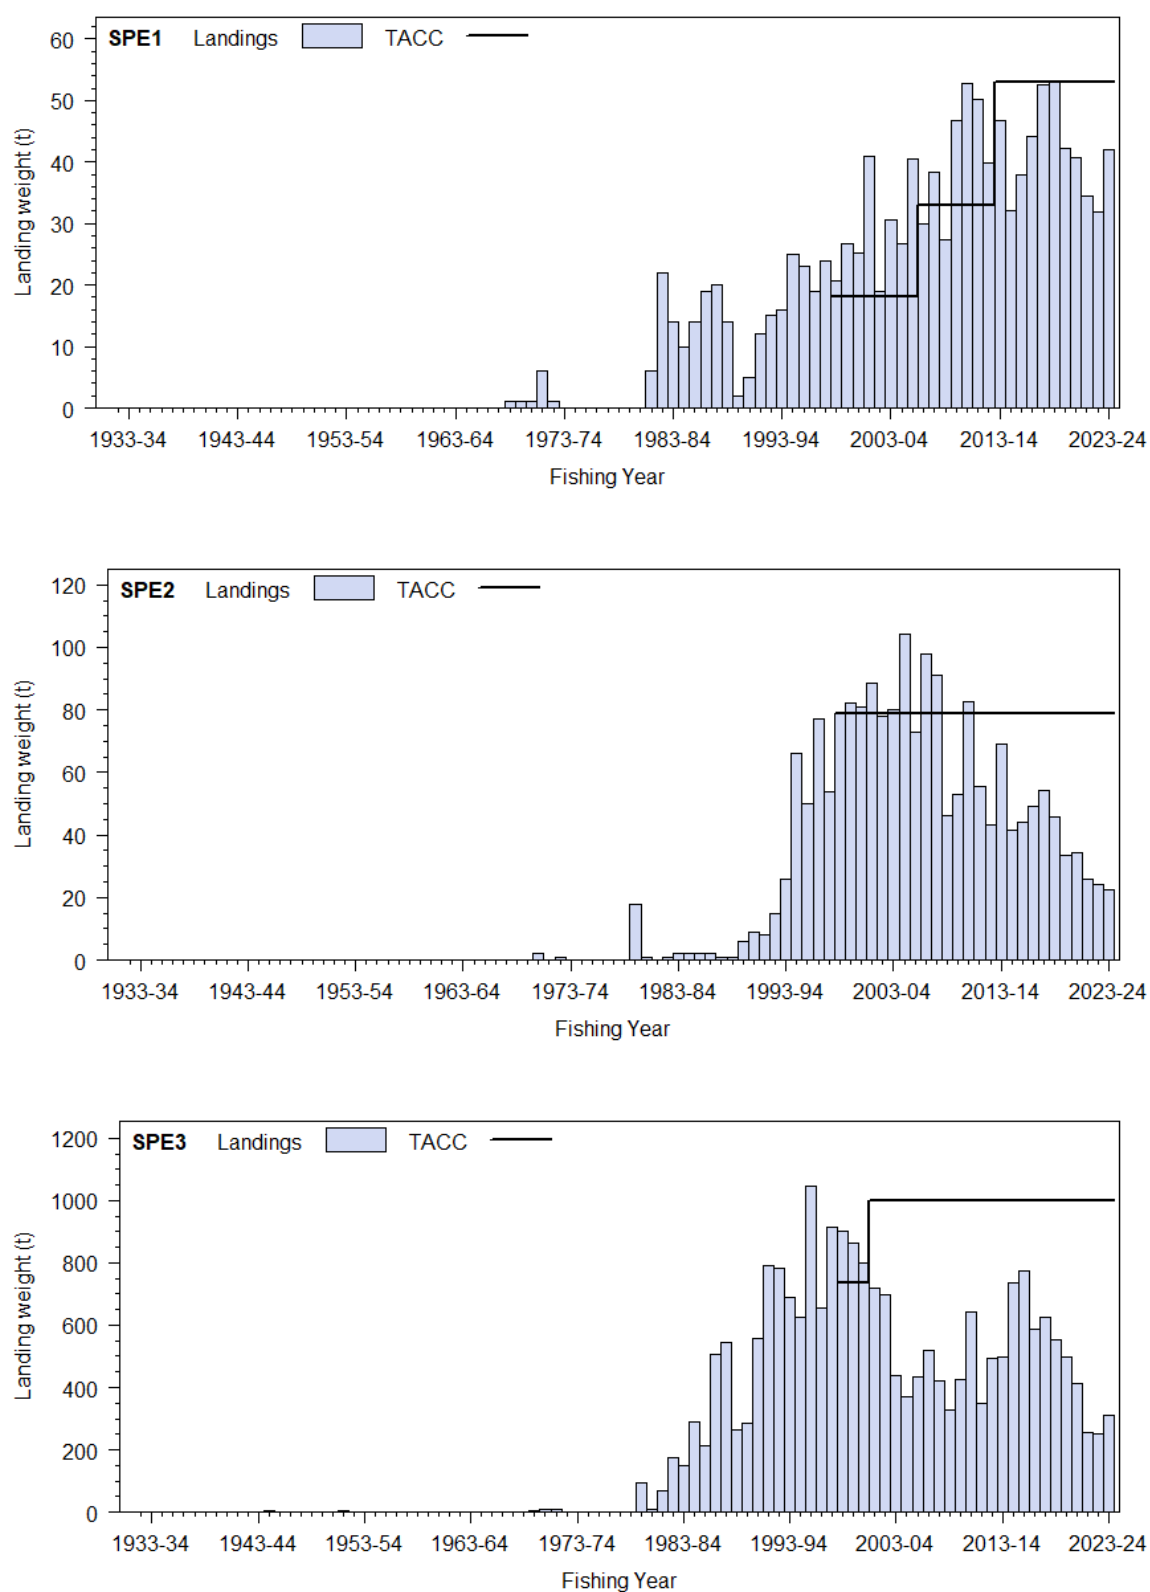 SPE1 Landings TACC
60
50
40
30
20
10
0
Landing weight (t)
1933-34 1943-44 1953-54 1963-64 1973-74 1983-84 1993-94 2003-04 2013-14 2023-24
Fishing Year
SPE2 Landings TACC
120
100
80
60
40
20
0
Landing weight (t)
1933-34 1943-44 1953-54 1963-64 1973-74 1983-84 1993-94 2003-04 2013-14 2023-24
Fishing Year
SPE3 Landings TACC
1200
1000
800
600
400
200
0
Landing weight (t)
1933-34 1943-44 1953-54 1963-64 1973-74 1983-84 1993-94 2003-04 2013-14 2023-24
Fishing Year